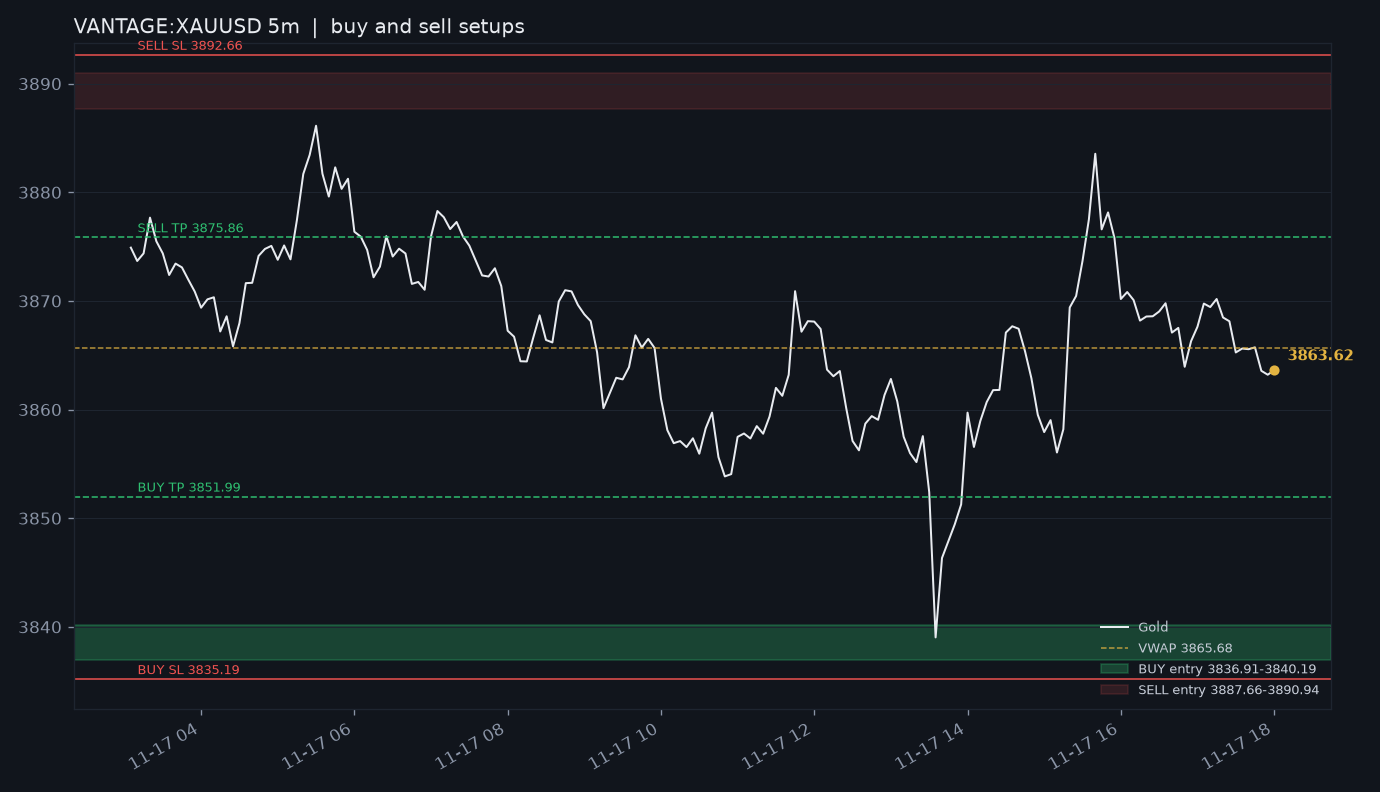 VANTAGE:XAUUSD 5m | buy and sell setups
SELL SL 3892.66
3890
3880
SELL TP 3875.86
3870
3863.62
3860
BUY TP 3851.99
3850
3840
BUY SL 3835.19
Gold
VWAP 3865.68
BUY entry 3836.91-3840.19
SELL entry 3887.66-3890.94
11-17 04
11-17 06
11-17 08
11-17 10
11-17 12
11-17 14
11-17 16
11-17 18